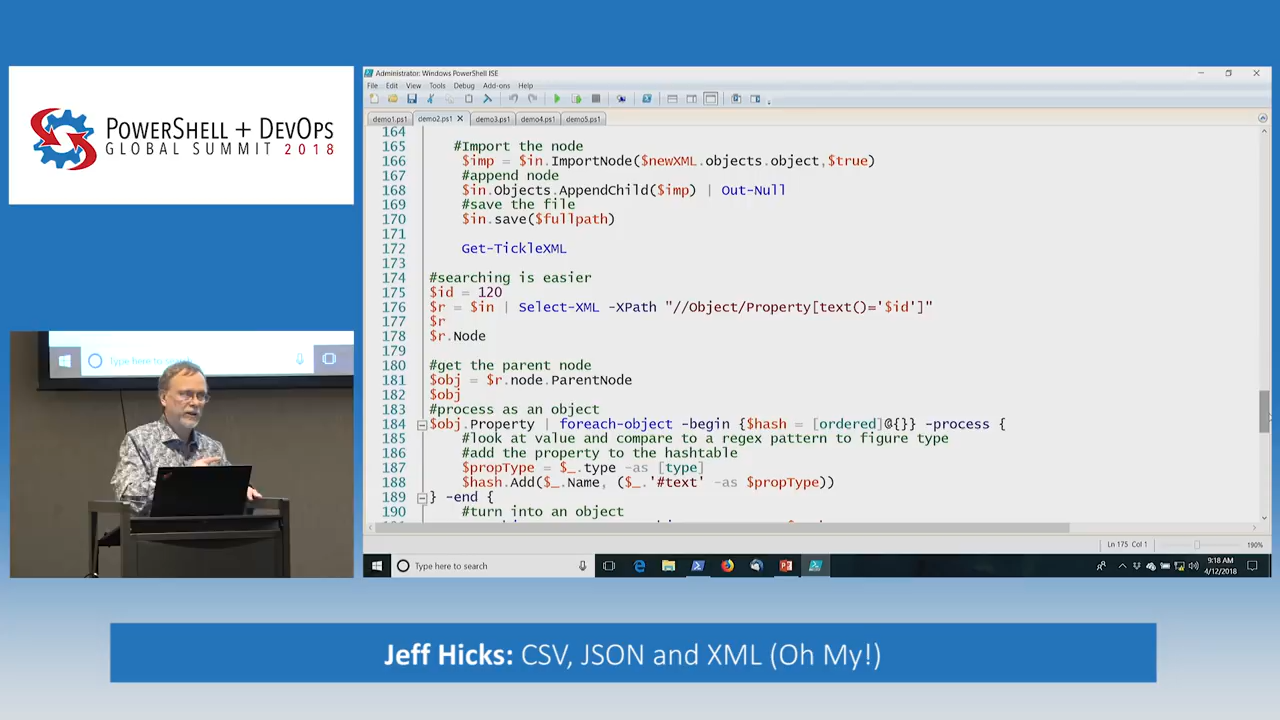 POWERSHELL + DEVOPS
GLOBAL SUMMIT 2018
Type here to search
Administrator: Windows PowerShell ISE
File Edit View Tools Debug Add-ons Help
demo1.ps1 demo2.ps1 demo3.ps1 demo4.ps1 demo5.ps1
164
165 #Import the node
166 $imp = $in.ImportNode($newXML.objects.object,$true)
167 #append node
168 $in.Objects.AppendChild($imp) | Out-Null
169 #save the file
170 $in.save($fullpath)
171
172 Get-TickleXML
173
174 #searching is easier
175 $id = 120
176 $r = $in | Select-XML -XPath "//Object/Property[text()='$id']"
177 $r
178 $r.Node
179
180 #get the parent node
181 $obj = $r.node.ParentNode
182 $obj
183 #process as an object
184 $obj.Property | foreach-object -begin {$hash = [ordered]@{}} -process {
185 #look at value and compare to a regex pattern to figure type
186 #add the property to the hashtable
187 $propType = $_.type -as [type]
188 $hash.Add($_.Name, ($_.'#text' -as $propType))
189 } -end {
190 #turn into an object
Ln 175 Col 1 190%
Type here to search
9:18 AM
4/12/2018
Jeff Hicks: CSV, JSON and XML (Oh My!)